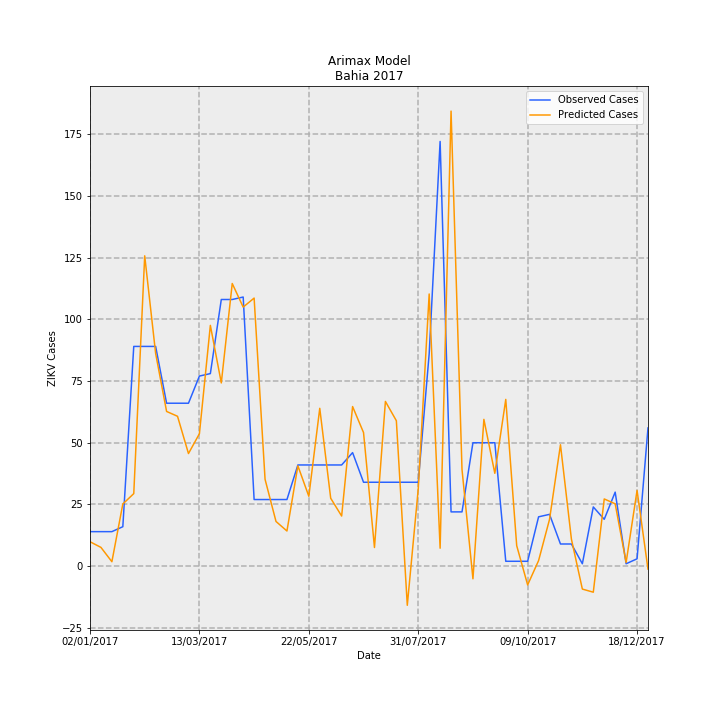 Arimax Model
Bahia 2017
Observed Cases
Predicted Cases
175
150
125
100
75
50
25
0
−25
ZIKV Cases
02/01/2017 13/03/2017 22/05/2017 31/07/2017 09/10/2017 18/12/2017
Date